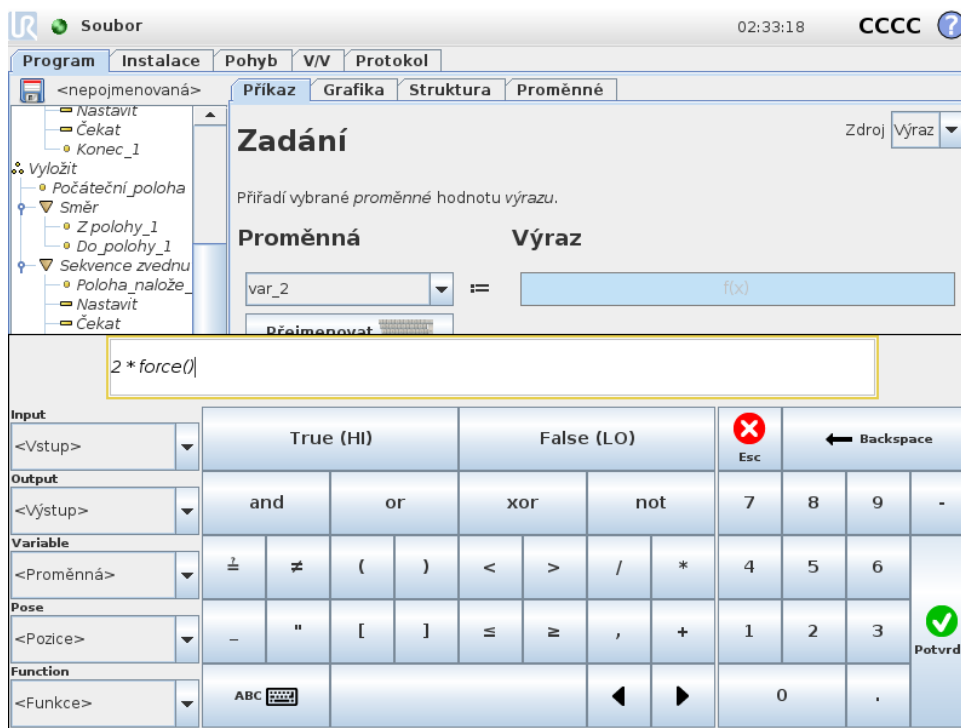 UR Soubor 02:33:18 CCCC ?
Program Instalace Pohyb V/V Protokol
<nepojmenovaná> Příkaz Grafika Struktura Proměnné
Nastavit
Čekat
Konec_1
Vyložit
Počáteční_poloha
Směr
Z polohy_1
Do_polohy_1
Sekvence zvednu
Poloha_nalože_
Nastavit
Čekat
Zadání
Zdroj Výraz
Přiřadí vybrané proměnné hodnotu výrazu.
Proměnná Výraz
var_2 := f(x)
Přejmenovat
2 * force()
Input
<Vstup>
Output
<Výstup>
Variable
<Proměnná>
Pose
<Pozice>
Function
<Funkce>
True (HI) False (LO) Esc Backspace
and or xor not 7 8 9 -
≟ ≠ ( ) < > / * 4 5 6
_ " [ ] ≤ ≥ , + 1 2 3 Potvrd
ABC 0 .